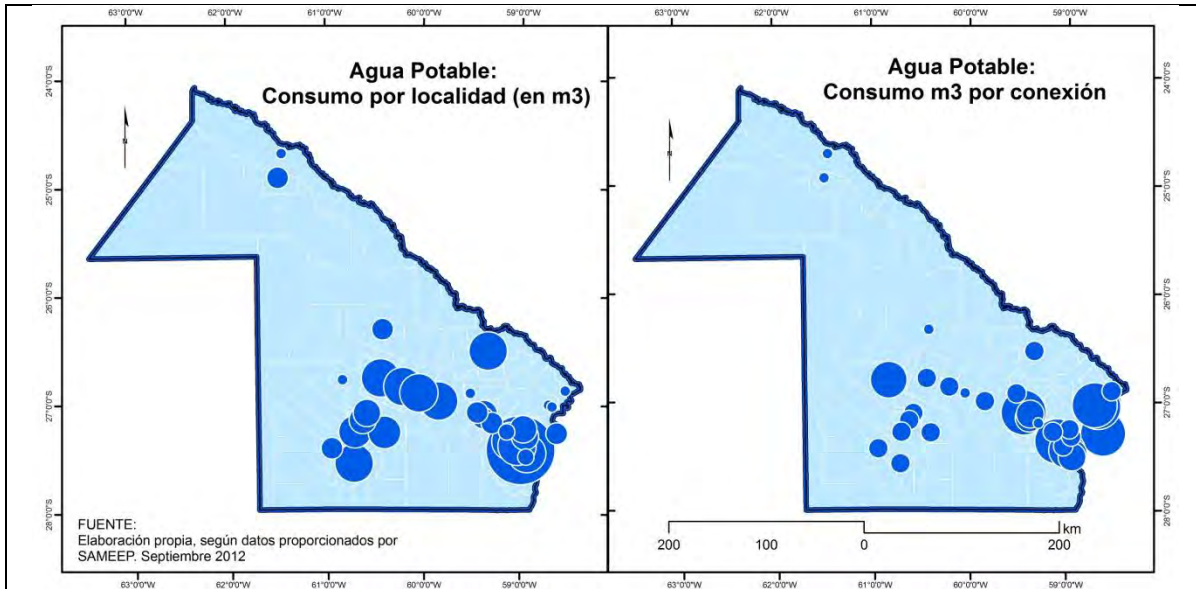 63°0'0"W 62°0'0"W 61°0'0"W 60°0'0"W 59°0'0"W
63°0'0"W 62°0'0"W 61°0'0"W 60°0'0"W 59°0'0"W
24°0'0"S
25°0'0"S
26°0'0"S
27°0'0"S
28°0'0"S
Agua Potable:
Consumo por localidad (en m3)
N
FUENTE:
Elaboración propia, según datos proporcionados por
SAMEEP. Septiembre 2012
Agua Potable:
Consumo m3 por conexión
N
200 100 0 200
km
24°0'0"S
25°0'0"S
26°0'0"S
27°0'0"S
28°0'0"S
63°0'0"W 62°0'0"W 61°0'0"W 60°0'0"W 59°0'0"W
63°0'0"W 62°0'0"W 61°0'0"W 60°0'0"W 59°0'0"W